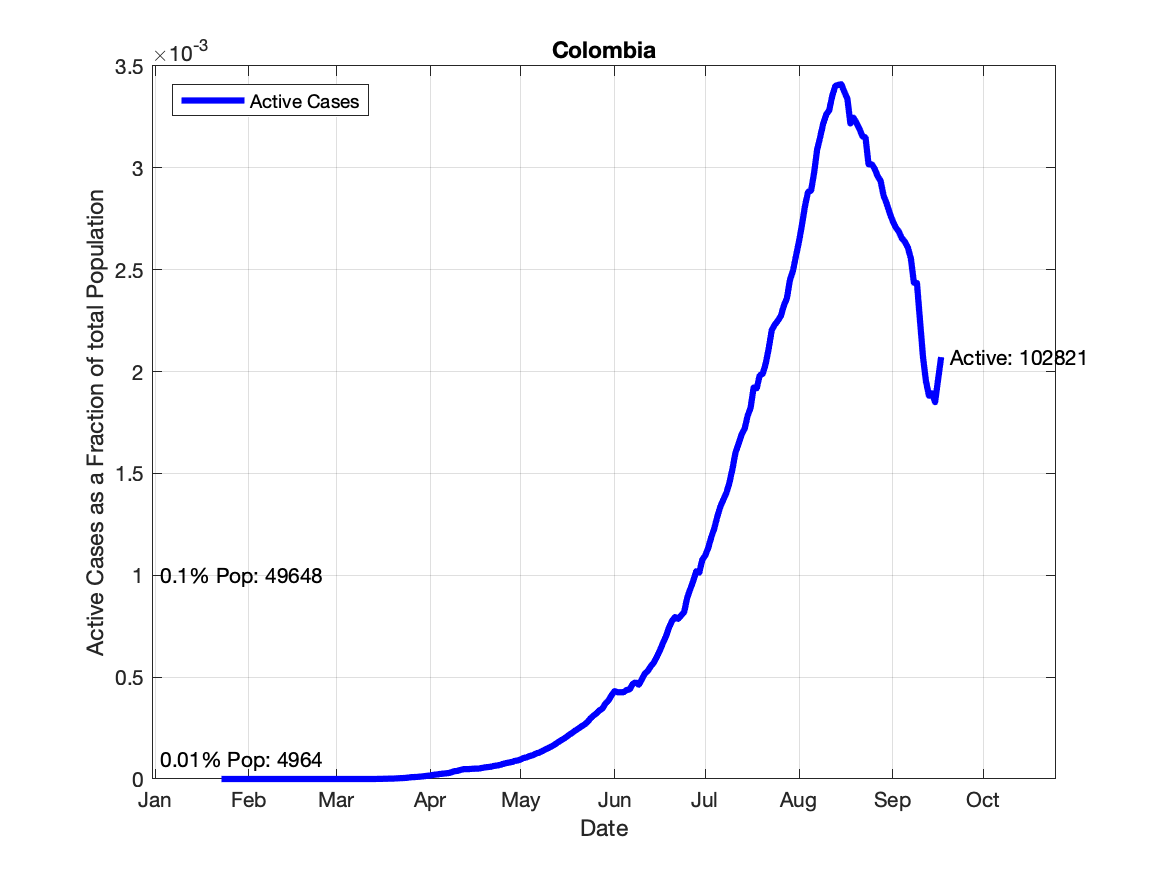 Colombia
×10-3
Active Cases
3.5
3
2.5
2
1.5
1
0.5
0
Active Cases as a Fraction of total Population
Active: 102821
0.1% Pop: 49648
0.01% Pop: 4964
Jan Feb Mar Apr May Jun Jul Aug Sep Oct
Date